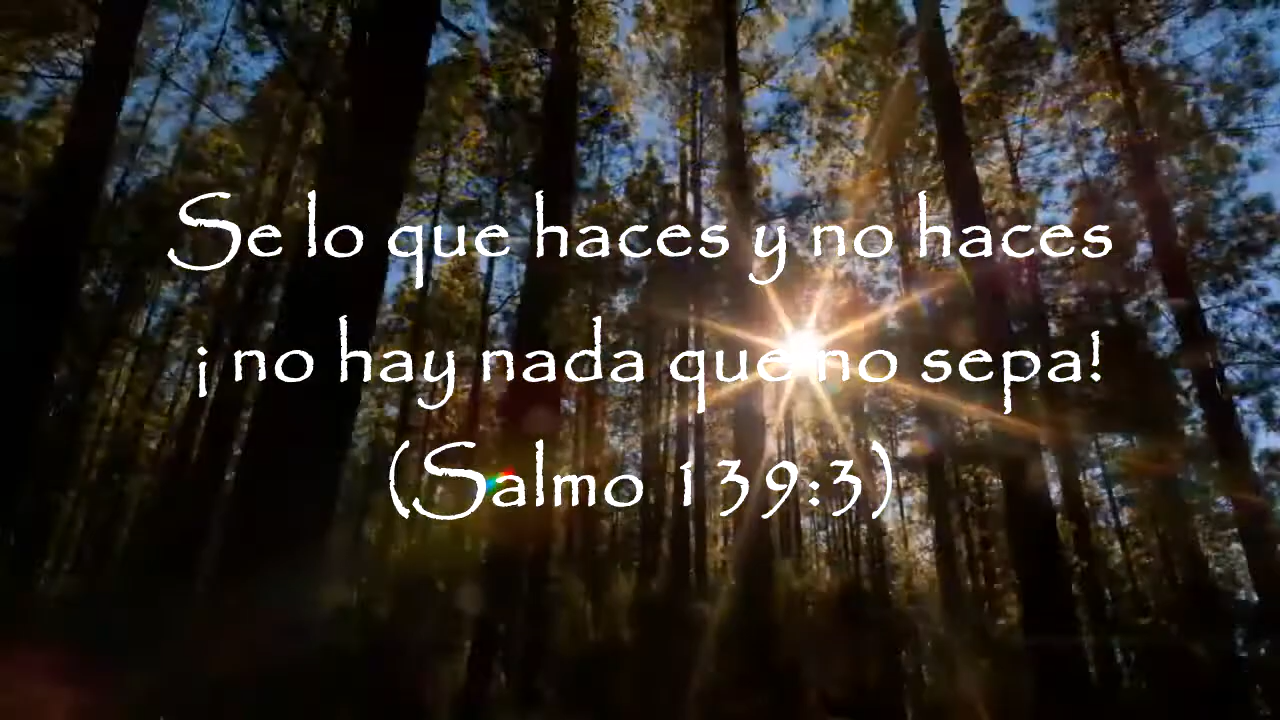 Se lo que haces y no haces
¡ no hay nada que no sepa!
(Salmo 139:3)